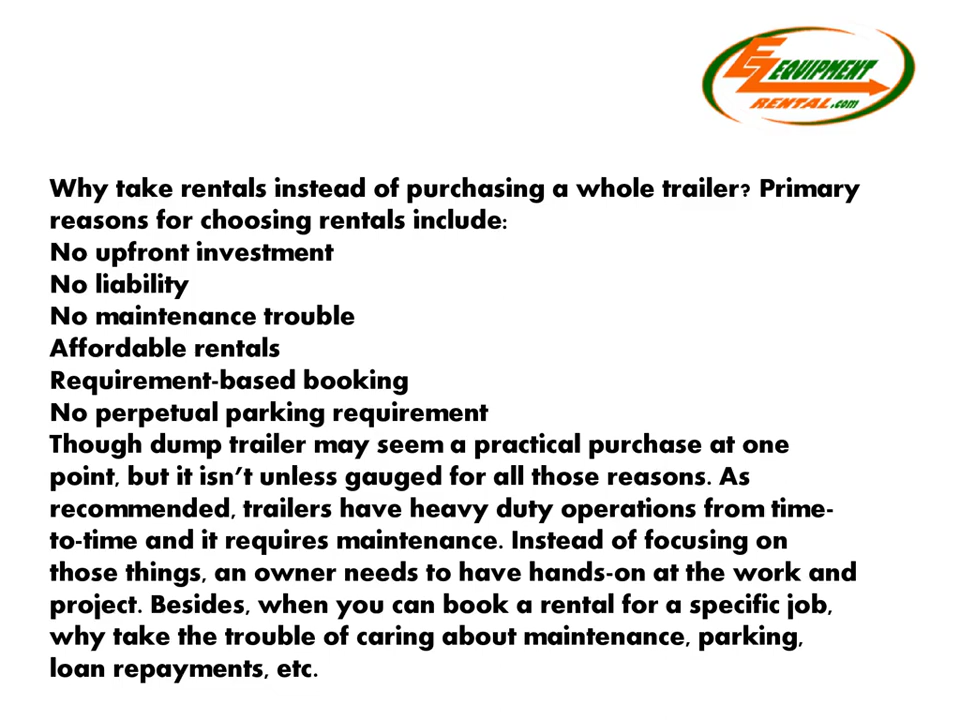 EZ EQUIPMENT
RENTAL.com
Why take rentals instead of purchasing a whole trailer? Primary
reasons for choosing rentals include:
No upfront investment
No liability
No maintenance trouble
Affordable rentals
Requirement-based booking
No perpetual parking requirement
Though dump trailer may seem a practical purchase at one
point, but it isn't unless gauged for all those reasons. As
recommended, trailers have heavy duty operations from time-
to-time and it requires maintenance. Instead of focusing on
those things, an owner needs to have hands-on at the work and
project. Besides, when you can book a rental for a specific job,
why take the trouble of caring about maintenance, parking,
loan repayments, etc.